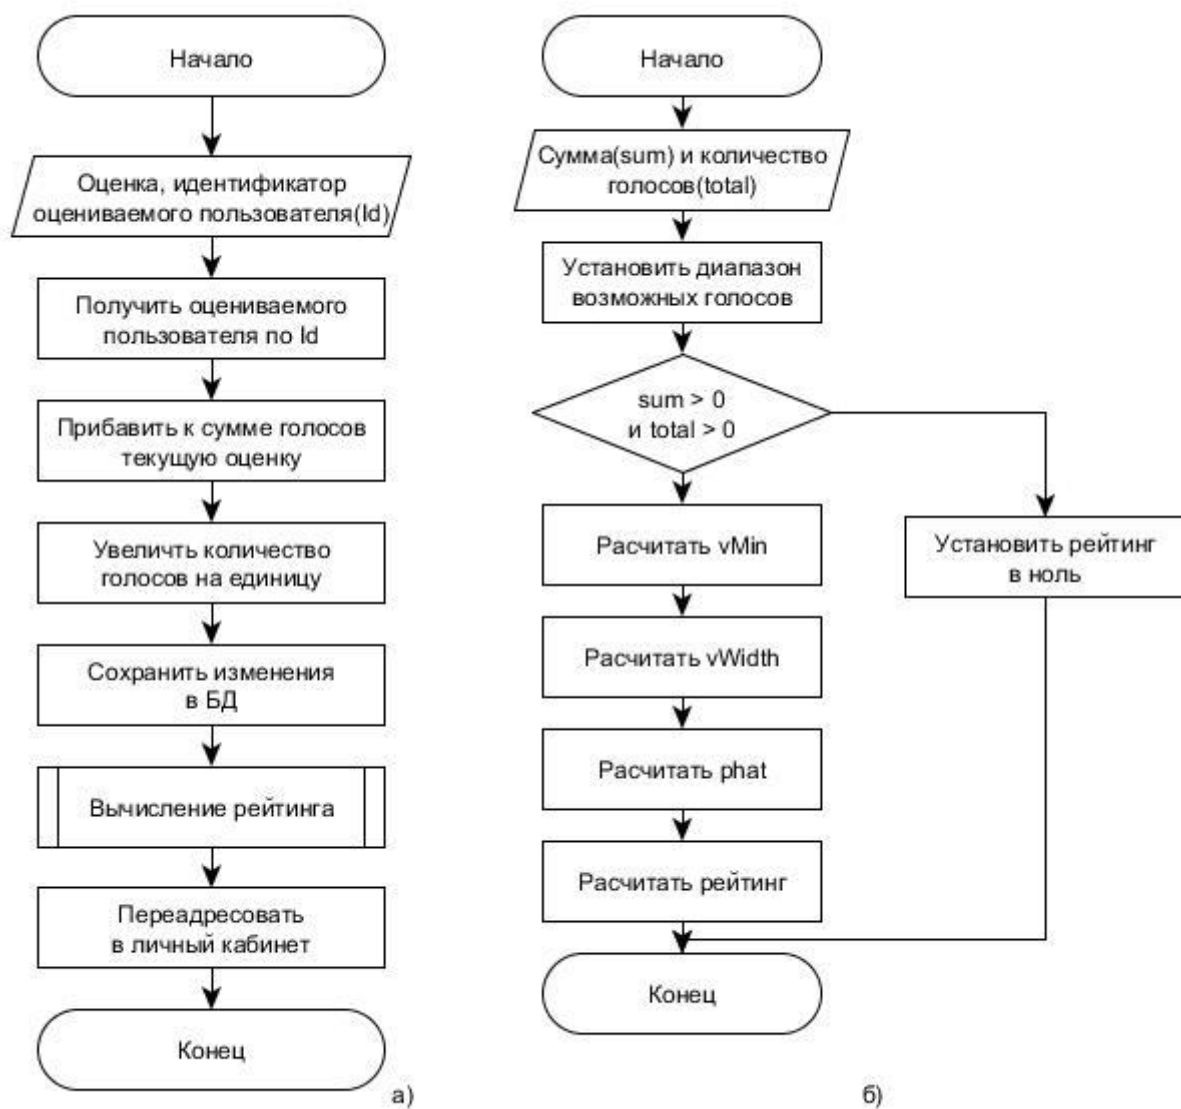 Начало
Оценка, идентификатор
оцениваемого пользователя(Id)
Получить оцениваемого
пользователя по Id
Прибавить к сумме голосов
текущую оценку
Увеличть количество
голосов на единицу
Сохранить изменения
в БД
Вычисление рейтинга
Переадресовать
в личный кабинет
Конец
а)
Начало
Сумма(sum) и количество
голосов(total)
Установить диапазон
возможных голосов
sum > 0
и total > 0
Расчитать vMin
Расчитать vWidth
Расчитать phat
Расчитать рейтинг
Установить рейтинг
в ноль
Конец
б)